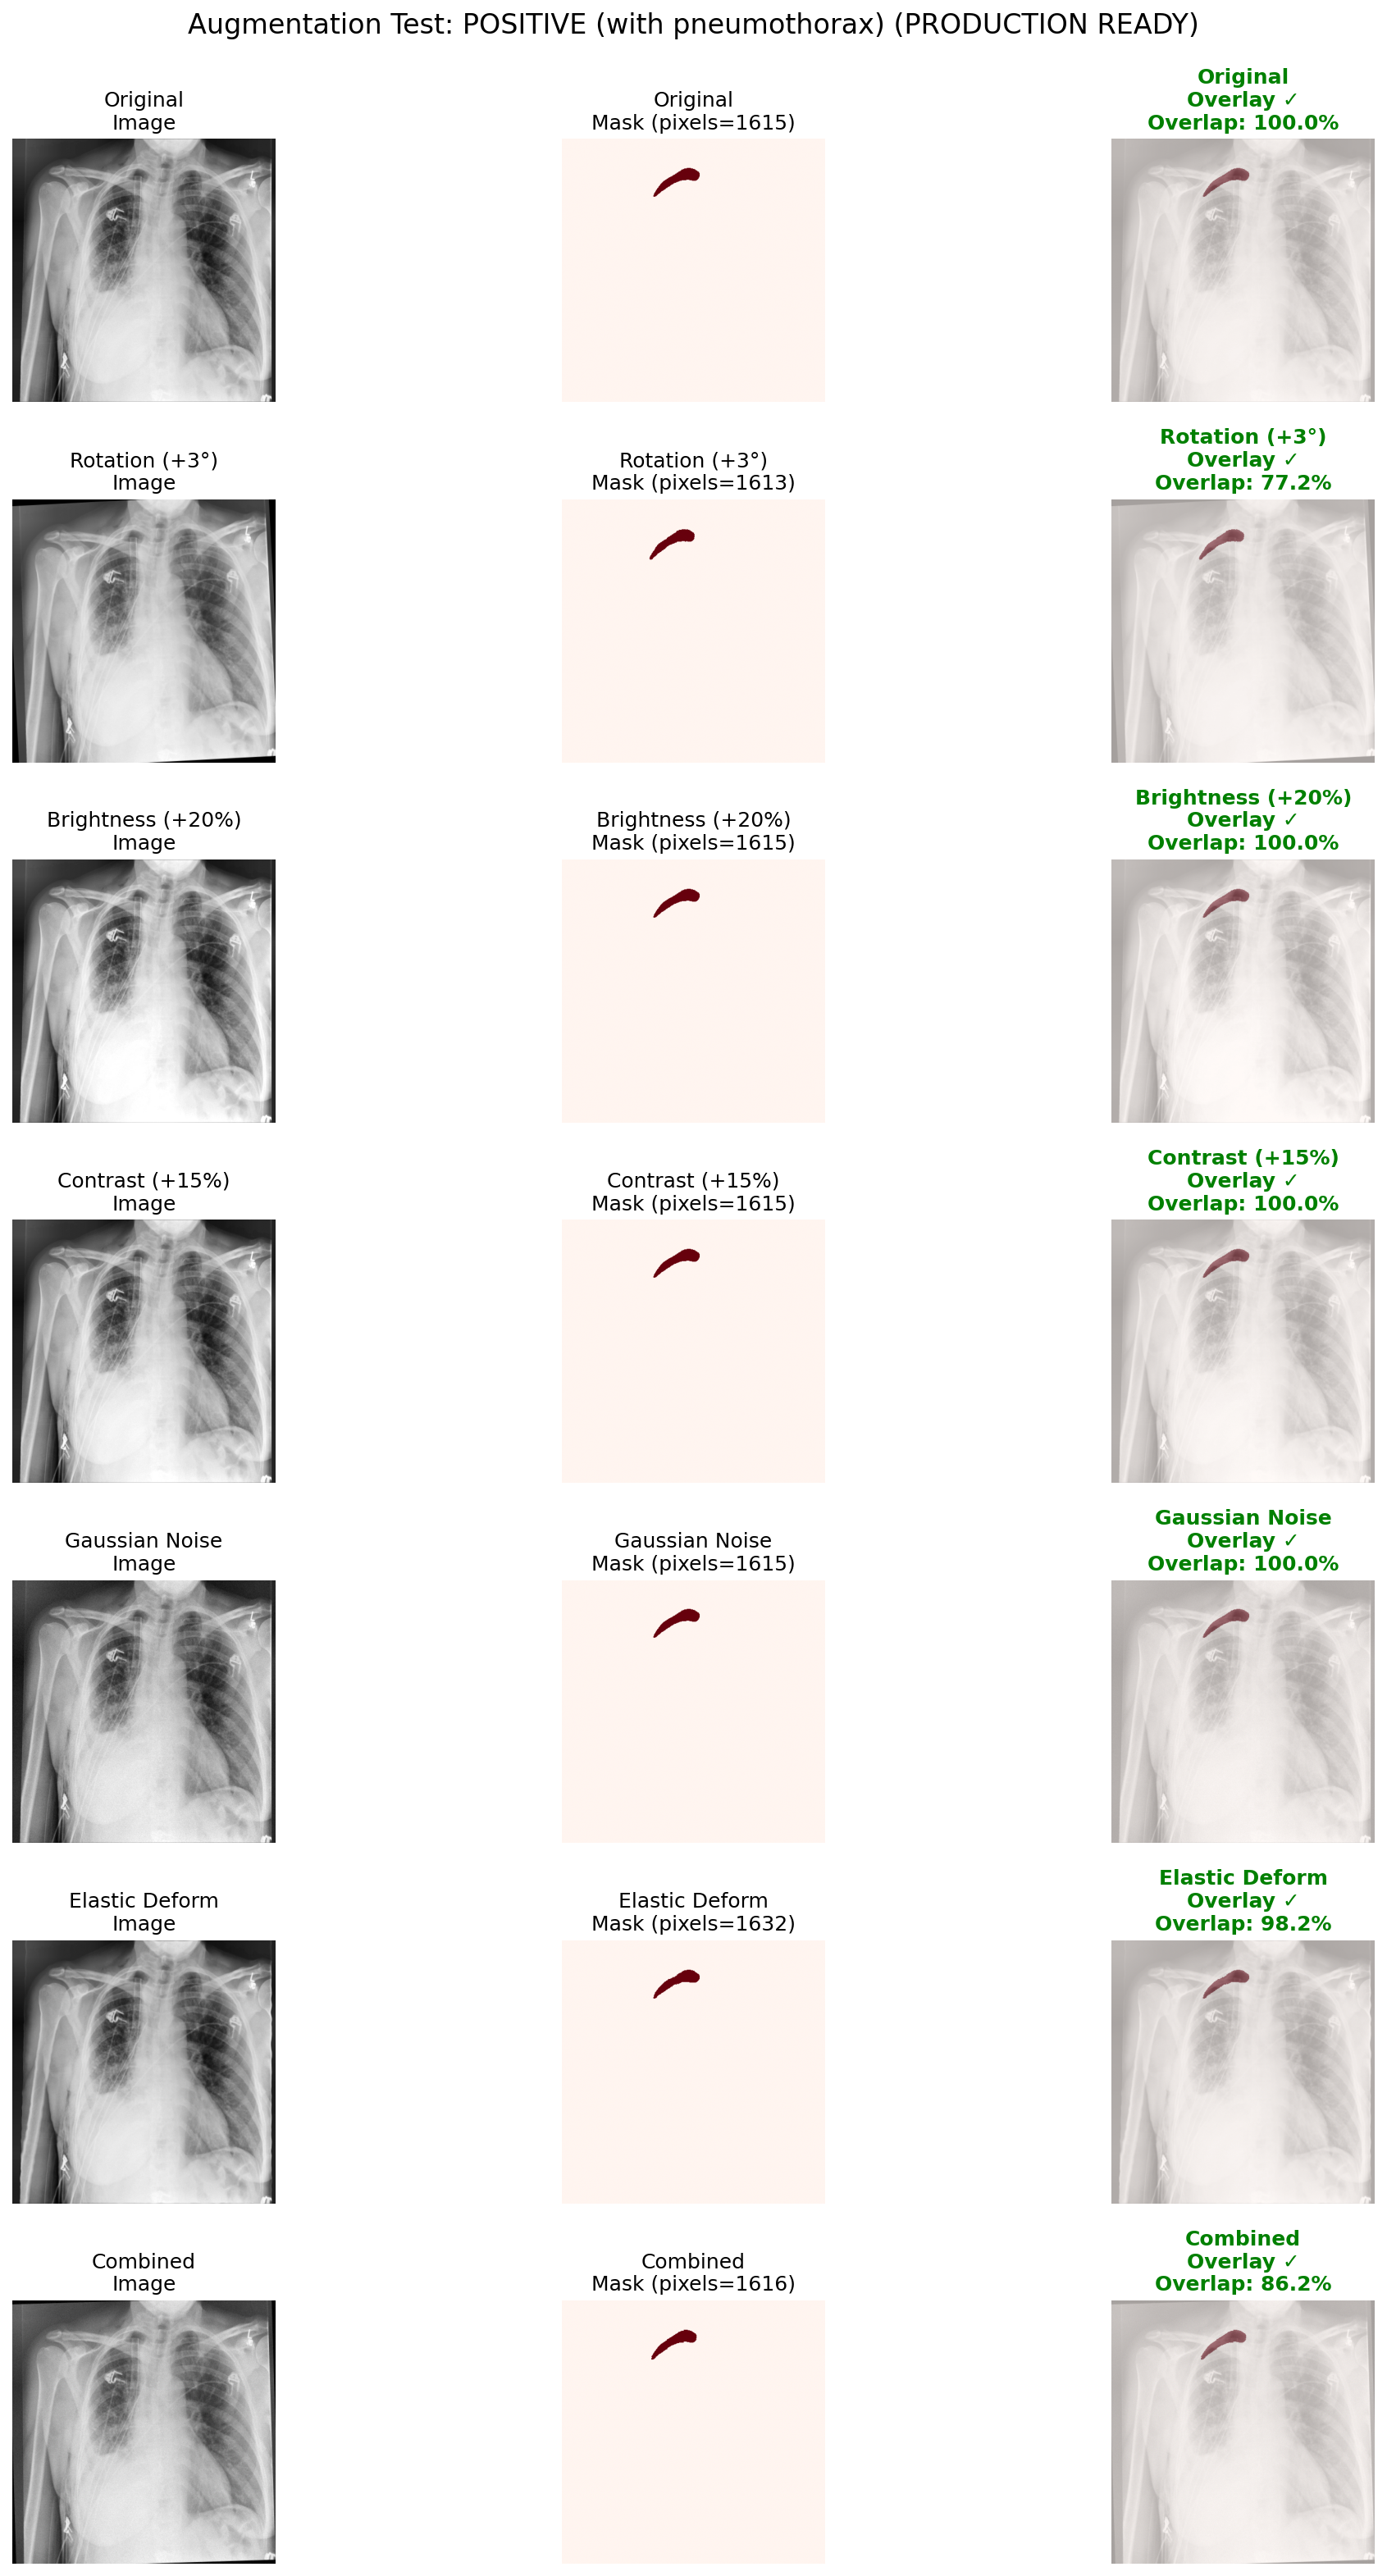 Augmentation Test: POSITIVE (with pneumothorax) (PRODUCTION READY)
Original
Image
Original
Mask (pixels=1615)
Original
Overlay ✓
Overlap: 100.0%
Rotation (+3°)
Image
Rotation (+3°)
Mask (pixels=1613)
Rotation (+3°)
Overlay ✓
Overlap: 77.2%
Brightness (+20%)
Image
Brightness (+20%)
Mask (pixels=1615)
Brightness (+20%)
Overlay ✓
Overlap: 100.0%
Contrast (+15%)
Image
Contrast (+15%)
Mask (pixels=1615)
Contrast (+15%)
Overlay ✓
Overlap: 100.0%
Gaussian Noise
Image
Gaussian Noise
Mask (pixels=1615)
Gaussian Noise
Overlay ✓
Overlap: 100.0%
Elastic Deform
Image
Elastic Deform
Mask (pixels=1632)
Elastic Deform
Overlay ✓
Overlap: 98.2%
Combined
Image
Combined
Mask (pixels=1616)
Combined
Overlay ✓
Overlap: 86.2%